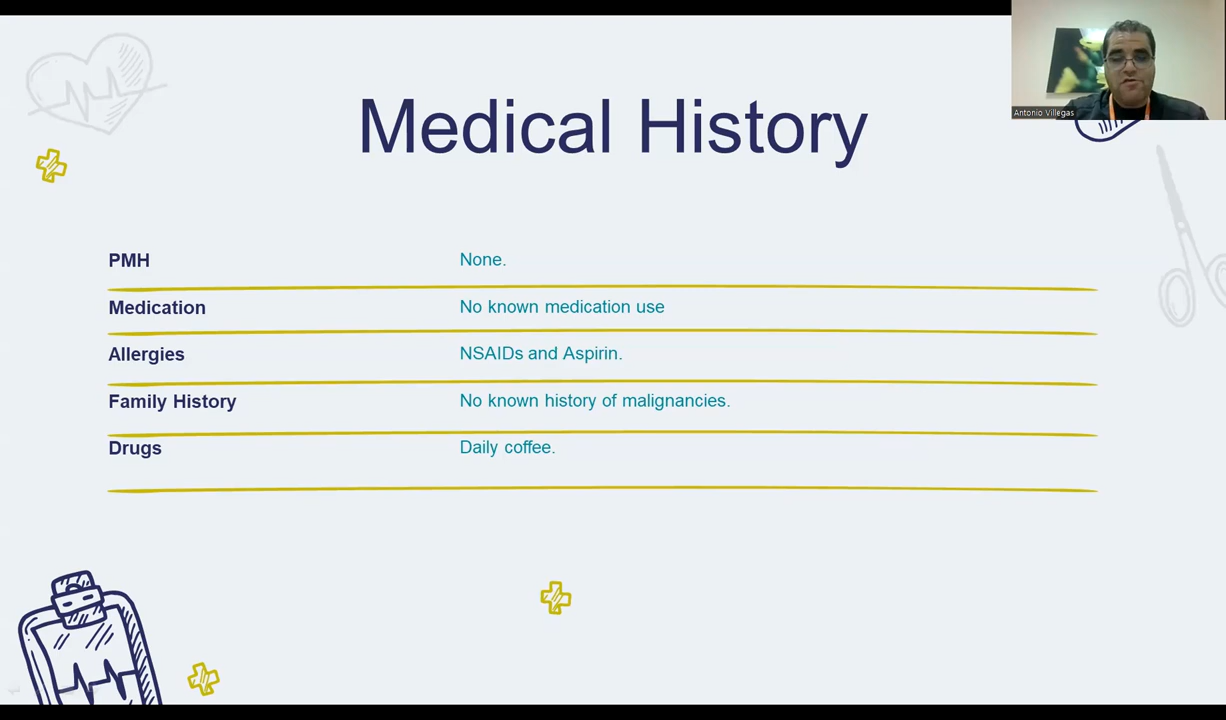 Medical History
Antonio Villegas
PMH None.
Medication No known medication use
Allergies NSAIDs and Aspirin.
Family History No known history of malignancies.
Drugs Daily coffee.